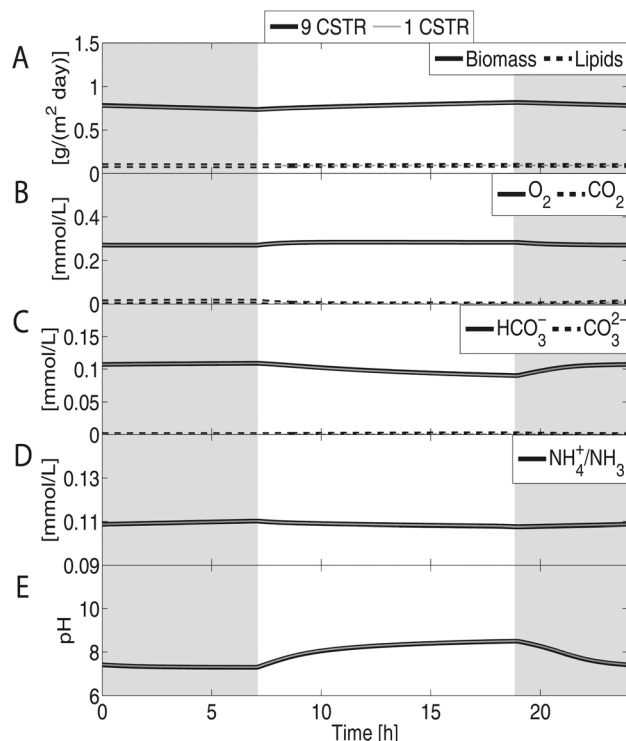 9 CSTR 1 CSTR
A
Biomass Lipids
[g/(m² day)]
1.5
1
0.5
0
B
O₂ CO₂
[mmol/L]
0.4
0.2
0
C
HCO₃⁻ CO₃²⁻
[mmol/L]
0.15
0.1
0.05
0
D
NH₄⁺/NH₃
[mmol/L]
0.13
0.11
0.09
E
pH
10
8
6
0 5 10 15 20
Time [h]